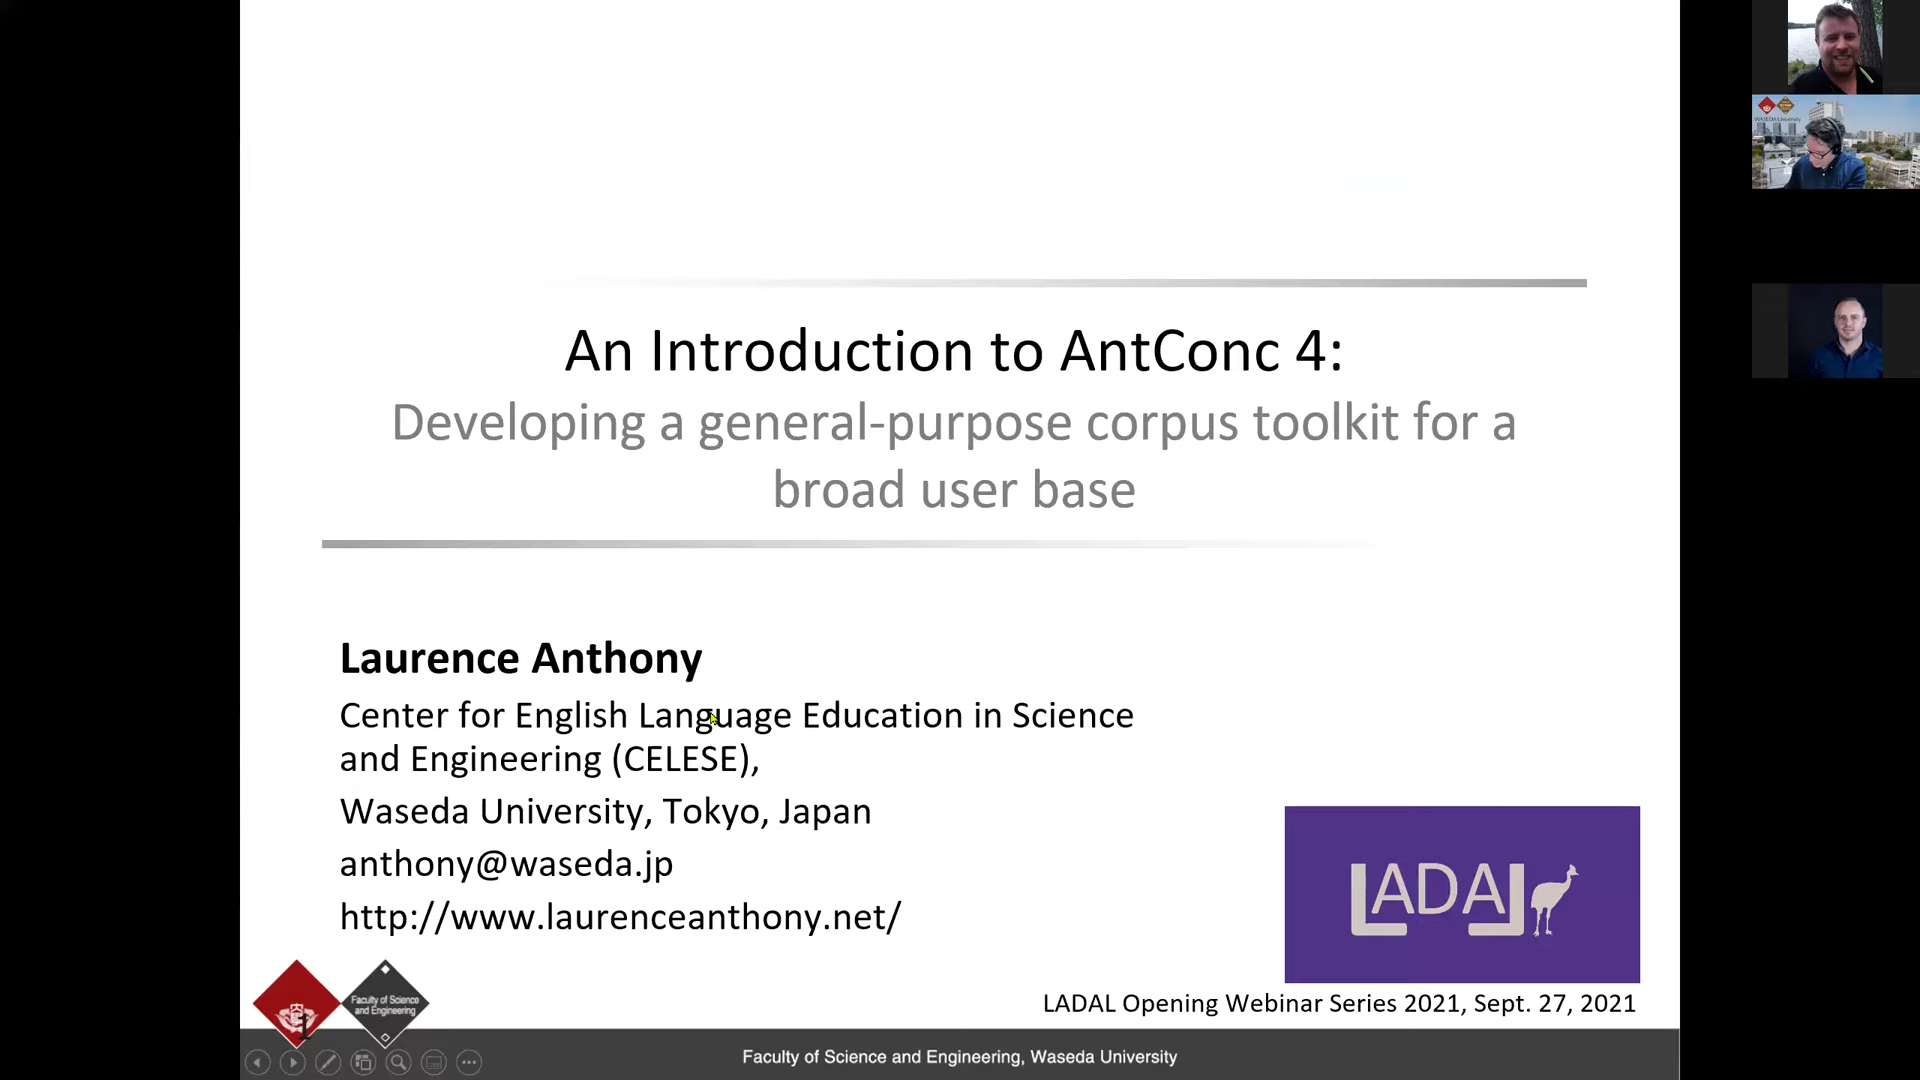 An Introduction to AntConc 4:
Developing a general-purpose corpus toolkit for a
broad user base
Laurence Anthony
Center for English Language Education in Science
and Engineering (CELESE),
Waseda University, Tokyo, Japan
anthony@waseda.jp
http://www.laurenceanthony.net/
LADAL
LADAL Opening Webinar Series 2021, Sept. 27, 2021
Faculty of Science
and Engineering
1
Faculty of Science and Engineering, Waseda University
WASEDA University